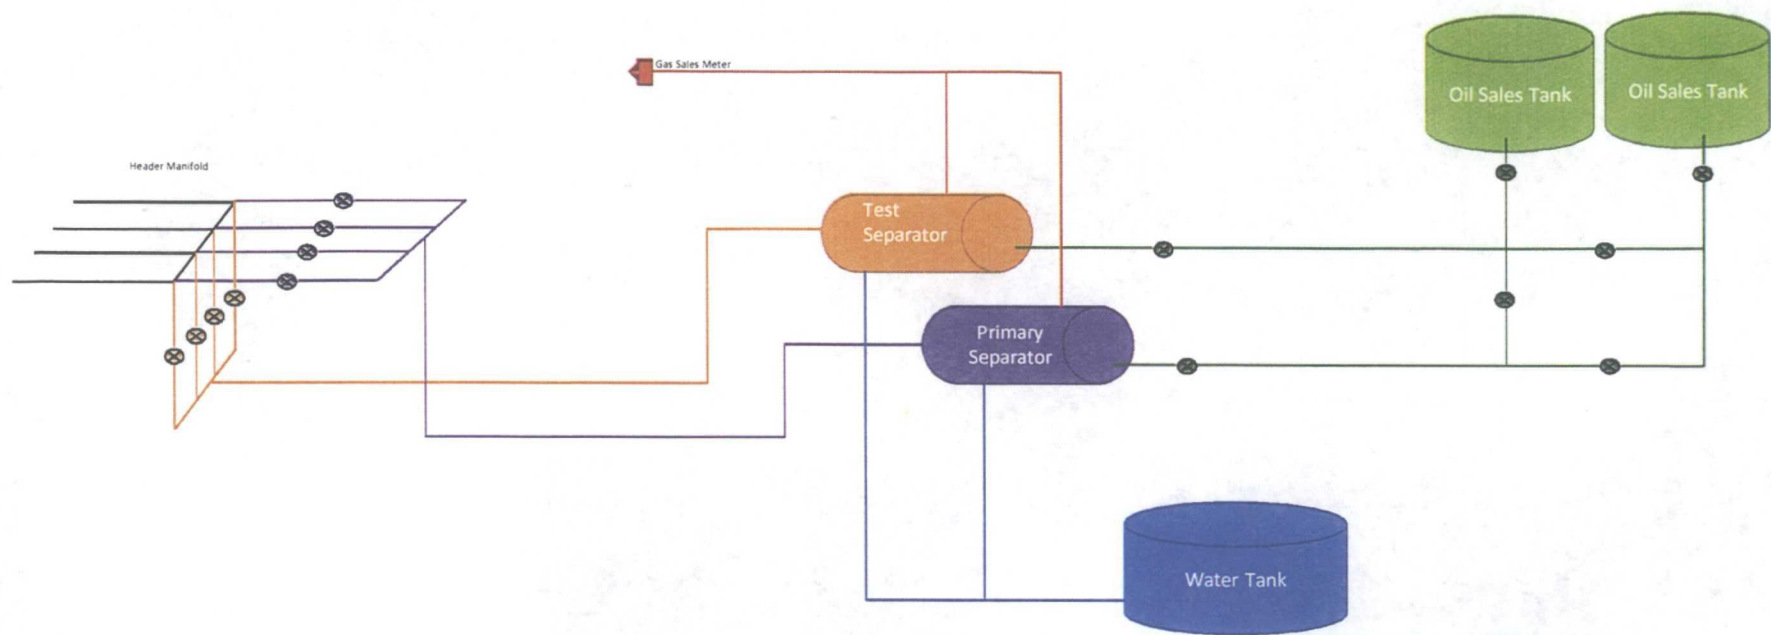 Gas Sales Meter
Oil Sales Tank
Oil Sales Tank
Header Manifold
Test
Separator
Primary
Separator
Water Tank